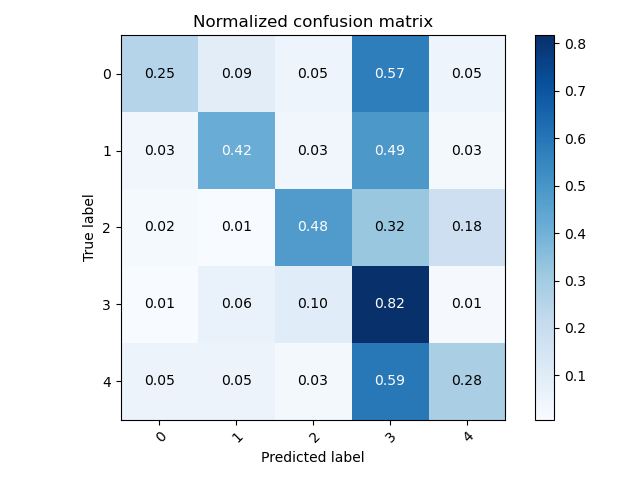 Normalized confusion matrix
True label
0 0.25 0.09 0.05 0.57 0.05
1 0.03 0.42 0.03 0.49 0.03
2 0.02 0.01 0.48 0.32 0.18
3 0.01 0.06 0.10 0.82 0.01
4 0.05 0.05 0.03 0.59 0.28
0 1 2 3 4
Predicted label
0.8
0.7
0.6
0.5
0.4
0.3
0.2
0.1